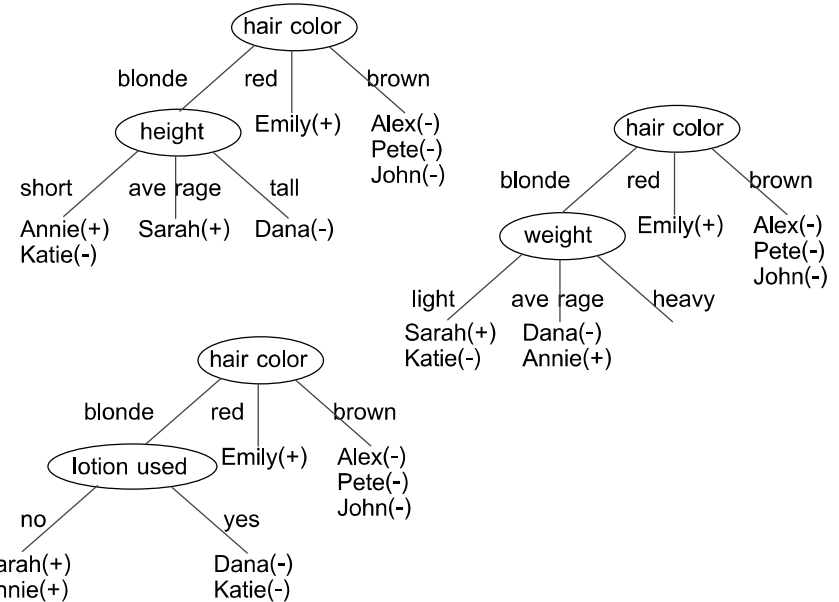 hair color
blonde red brown
height
Emily(+)
Alex(-)
Pete(-)
John(-)
short ave rage tall
Annie(+) Sarah(+) Dana(-)
Katie(-)
hair color
blonde red brown
weight
Emily(+)
Alex(-)
Pete(-)
John(-)
light ave rage heavy
Sarah(+) Dana(-)
Katie(-) Annie(+)
hair color
blonde red brown
lotion used
Emily(+)
Alex(-)
Pete(-)
John(-)
no yes
arah(+) Dana(-)
nnie(+) Katie(-)